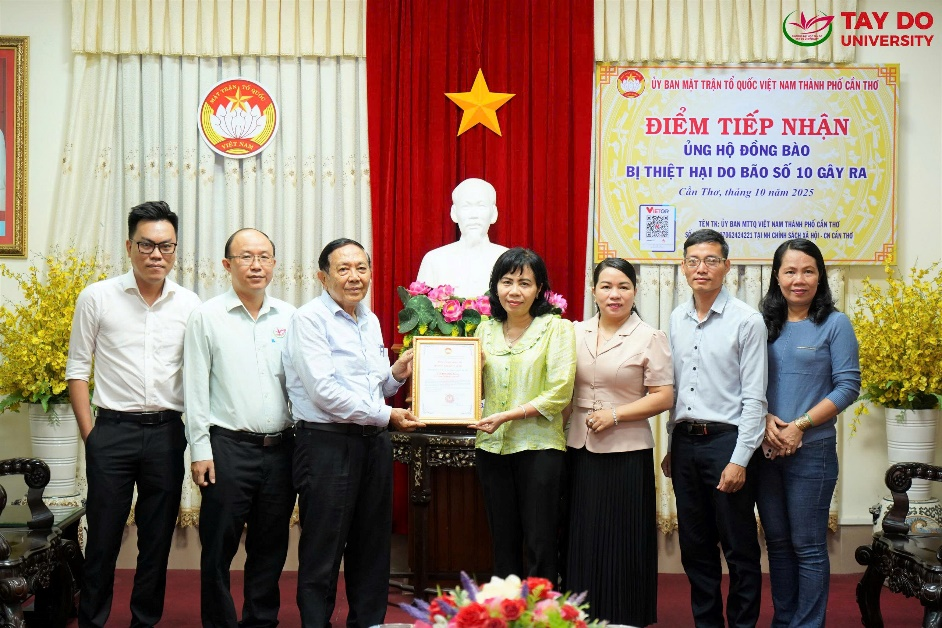 TAY DO
UNIVERSITY
MẶT TRẬN TỔ QUỐC
VIỆT NAM
ỦY BAN MẶT TRẬN TỔ QUỐC VIỆT NAM THÀNH PHỐ CẦN THƠ
ĐIỂM TIẾP NHẬN
ỦNG HỘ ĐỒNG BÀO
BỊ THIỆT HẠI DO BÃO SỐ 10 GÂY RA
Cần Thơ, tháng 10 năm 2025
VIETQR
TÊN TK: ỦY BAN MTTQ VIỆT NAM THÀNH PHỐ CẦN THƠ
TẠI NH CHÍNH SÁCH XÃ HỘI - CN CẦN THƠ